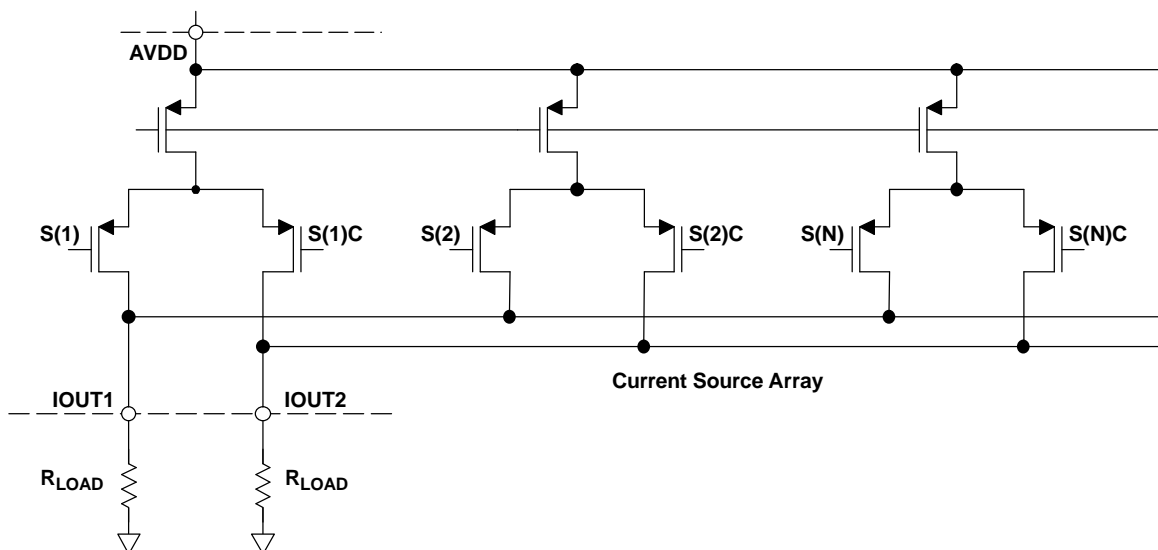 AVDD
S(1)
S(1)C
S(2)
S(2)C
S(N)
S(N)C
Current Source Array
IOUT1
IOUT2
RLOAD
RLOAD